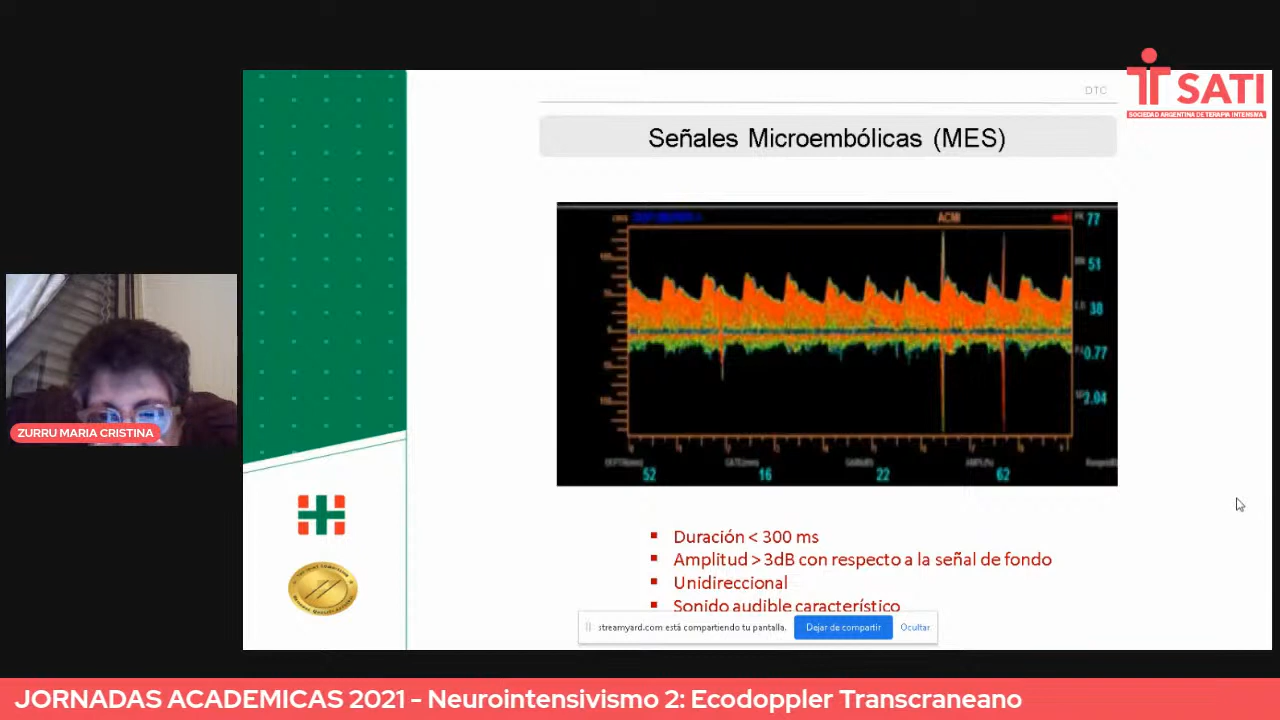 SATI
SOCIEDAD ARGENTINA DE TERAPIA INTENSIVA
DTC
Señales Microembólicas (MES)
ACMI
77
51
38
0.77
2.04
52
16
22
62
Duración < 300 ms
Amplitud > 3dB con respecto a la señal de fondo
Unidireccional
Sonido audible característico
streamyard.com está compartiendo tu pantalla.
Dejar de compartir
Ocultar
ZURRU MARIA CRISTINA
JORNADAS ACADEMICAS 2021 - Neurointensivismo 2: Ecodoppler Transcraneano